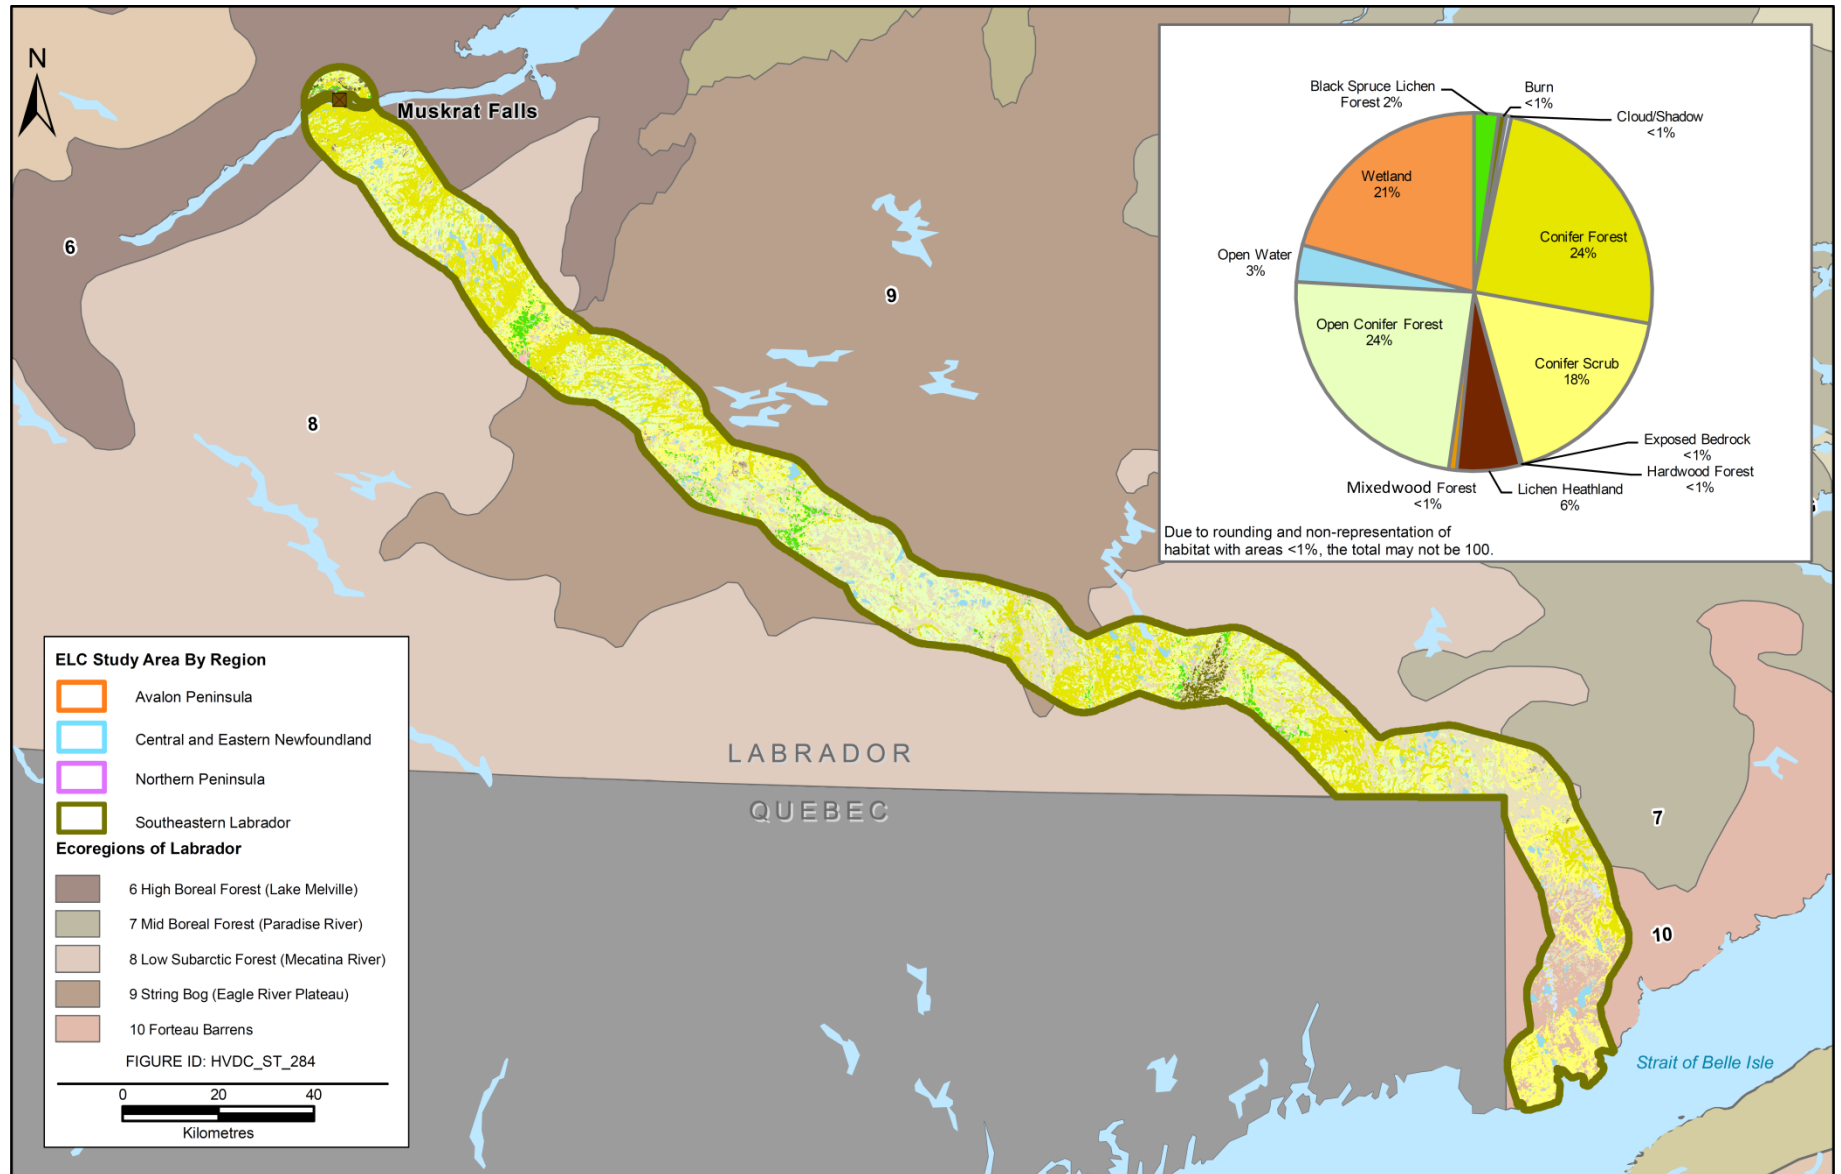 N
Muskrat Falls
6
8
9
7
10
LABRADOR
QUEBEC
Strait of Belle Isle
Black Spruce Lichen
Forest 2%
Burn
<1%
Cloud/Shadow
<1%
Wetland
21%
Conifer Forest
24%
Open Water
3%
Open Conifer Forest
24%
Conifer Scrub
18%
Exposed Bedrock
<1%
Hardwood Forest
<1%
Mixedwood Forest
<1%
Lichen Heathland
6%
Due to rounding and non-representation of
habitat with areas <1%, the total may not be 100.
ELC Study Area By Region
Avalon Peninsula
Central and Eastern Newfoundland
Northern Peninsula
Southeastern Labrador
Ecoregions of Labrador
6 High Boreal Forest (Lake Melville)
7 Mid Boreal Forest (Paradise River)
8 Low Subarctic Forest (Mecatina River)
9 String Bog (Eagle River Plateau)
10 Forteau Barrens
FIGURE ID: HVDC_ST_284
0 20 40
Kilometres